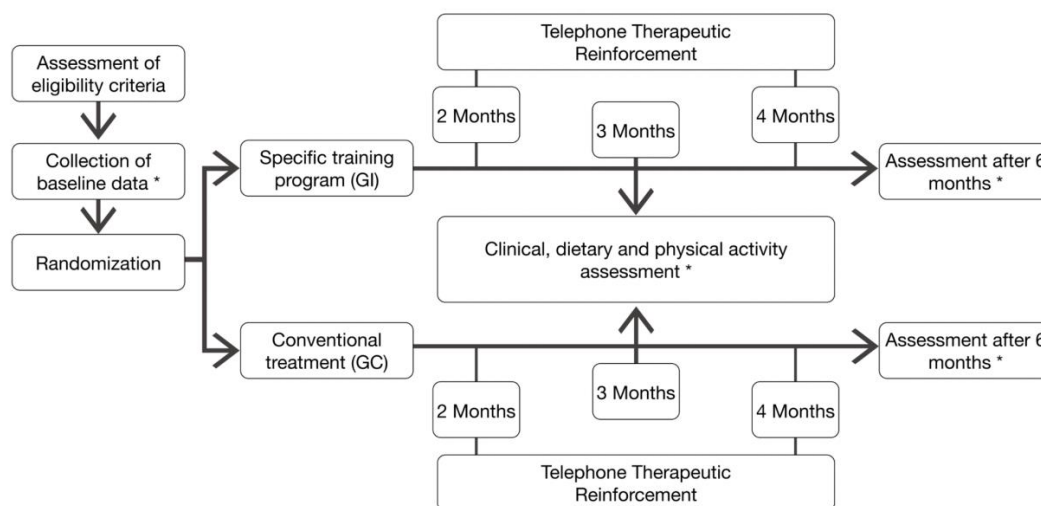 Telephone Therapeutic
Reinforcement
Assessment of
eligibility criteria
2 Months
3 Months
4 Months
Collection of
baseline data *
Specific training
program (GI)
Assessment after 6
months *
Randomization
Clinical, dietary and physical activity
assessment *
Conventional
treatment (GC)
Assessment after 6
months *
2 Months
3 Months
4 Months
Telephone Therapeutic
Reinforcement